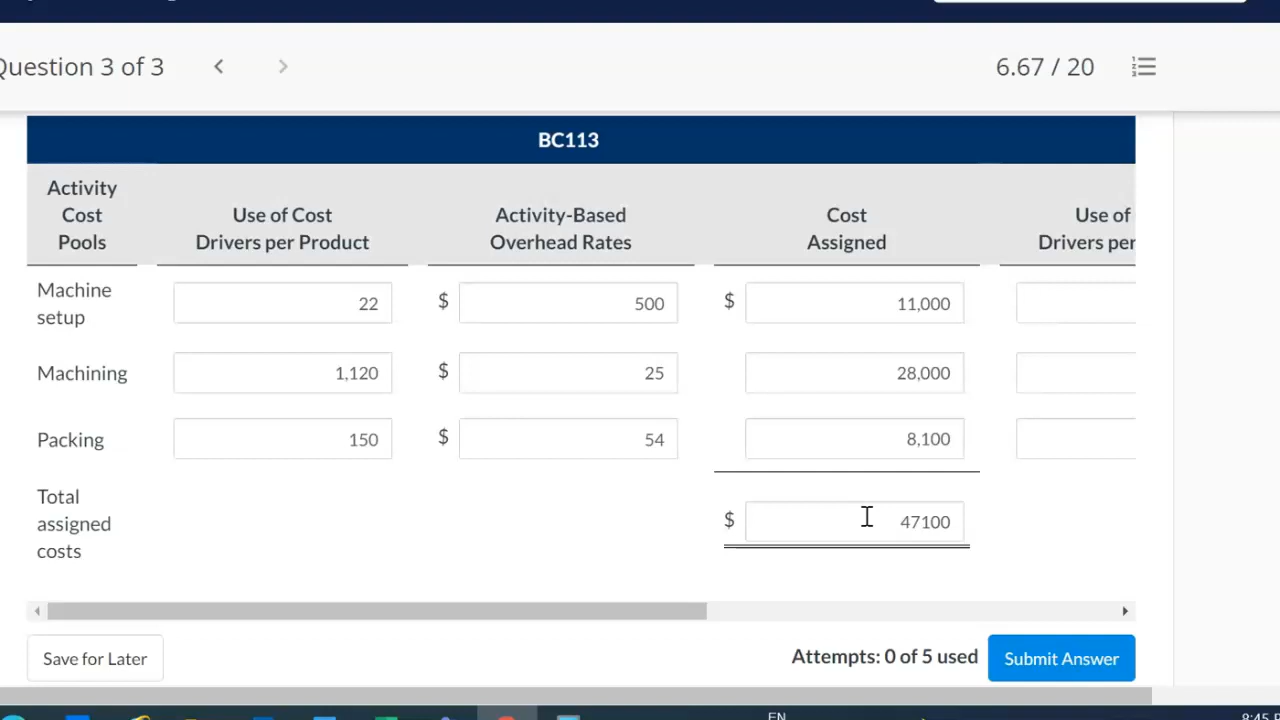 Question 3 of 3
6.67 / 20
BC113
Activity
Cost
Pools
Use of Cost
Drivers per Product
Activity-Based
Overhead Rates
Cost
Assigned
Use of
Drivers per
Machine
setup
22
$ 500
$ 11,000
Machining
1,120
$ 25
28,000
Packing
150
$ 54
8,100
Total
assigned
costs
$ 47100
Save for Later
Attempts: 0 of 5 used
Submit Answer
EN
8:45